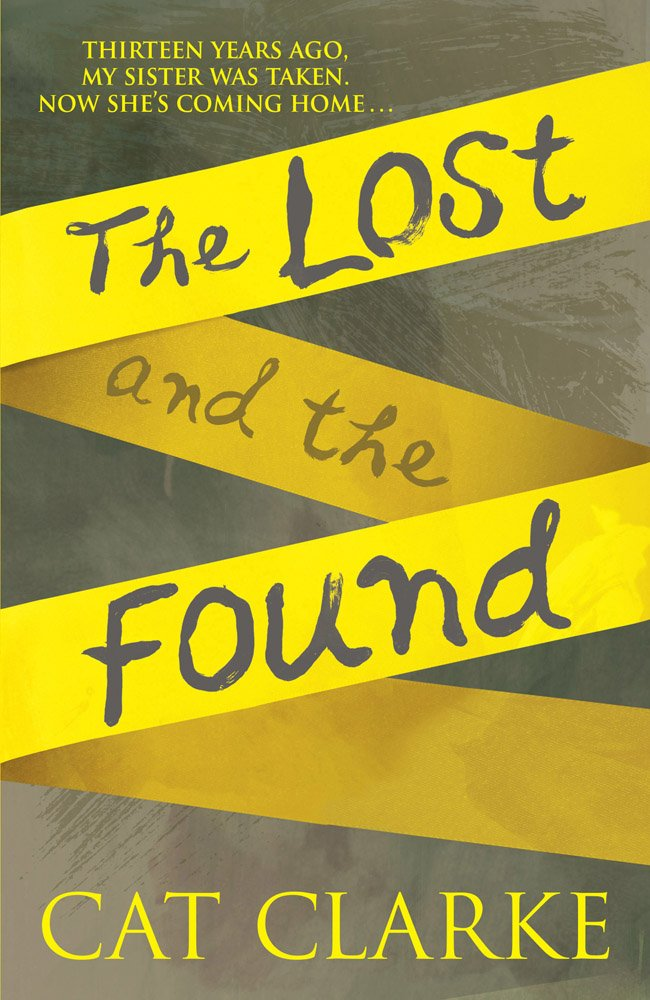 THIRTEEN YEARS AGO,
MY SISTER WAS TAKEN.
NOW SHE'S COMING HOME...
The LOSt
and the
Found
CAT CLARKE